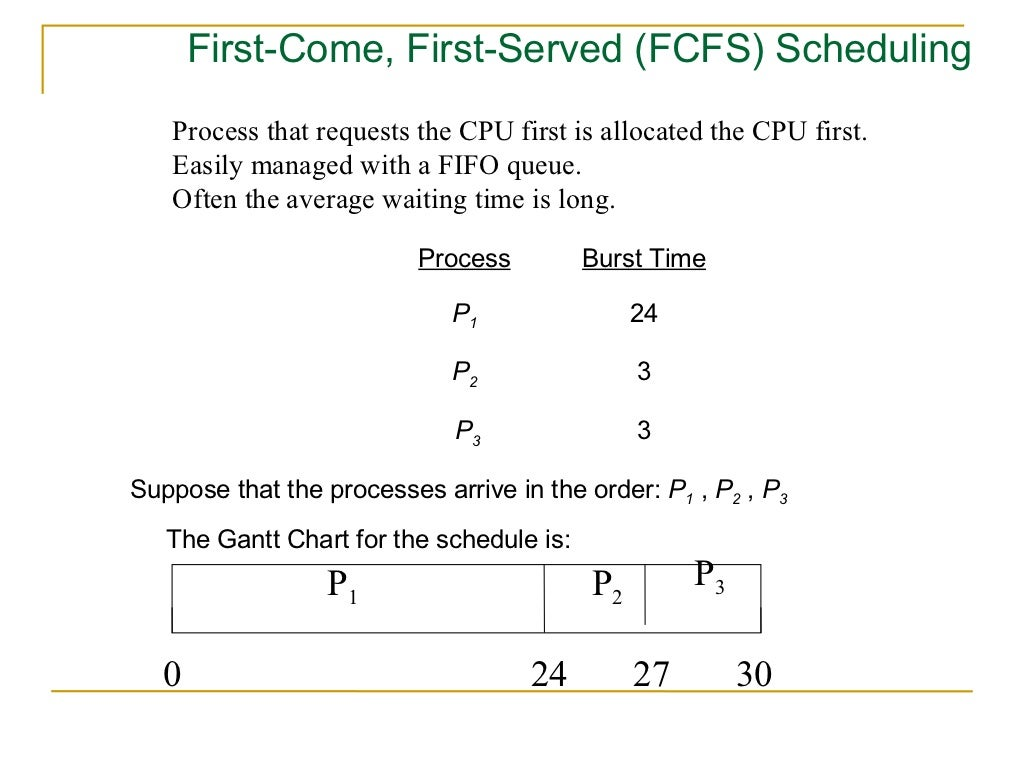 First-Come, First-Served (FCFS) Scheduling
Process that requests the CPU first is allocated the CPU first.
Easily managed with a FIFO queue.
Often the average waiting time is long.
Process Burst Time
P1 24
P2 3
P3 3
Suppose that the processes arrive in the order: P1 , P2 , P3
The Gantt Chart for the schedule is:
P1 P2 P3
0 24 27 30